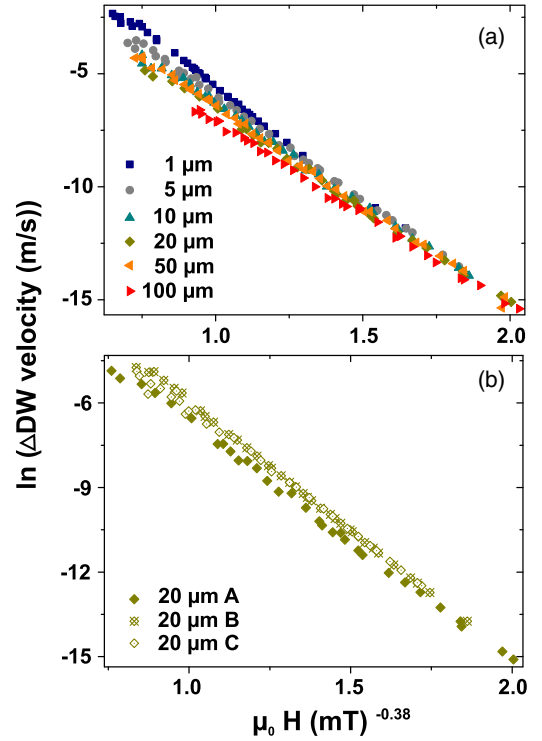 (a)
-5
-10
-15
1 µm
5 µm
10 µm
20 µm
50 µm
100 µm
1.0
1.5
2.0
ln (ΔDW velocity (m/s))
(b)
-6
-9
-12
-15
20 µm A
20 µm B
20 µm C
1.0
1.5
2.0
µ₀ H (mT) ⁻⁰·³⁸